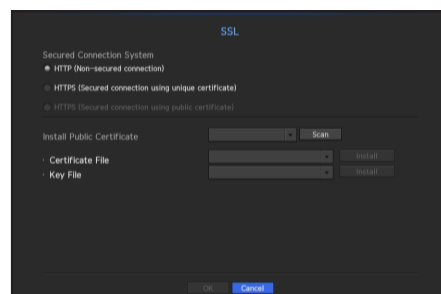 SSL
Secured Connection System
HTTP (Non-secured connection)
HTTPS (Secured connection using unique certificate)
HTTPS (Secured connection using public certificate)
Install Public Certificate Scan
Certificate File Install
Key File Install
OK Cancel